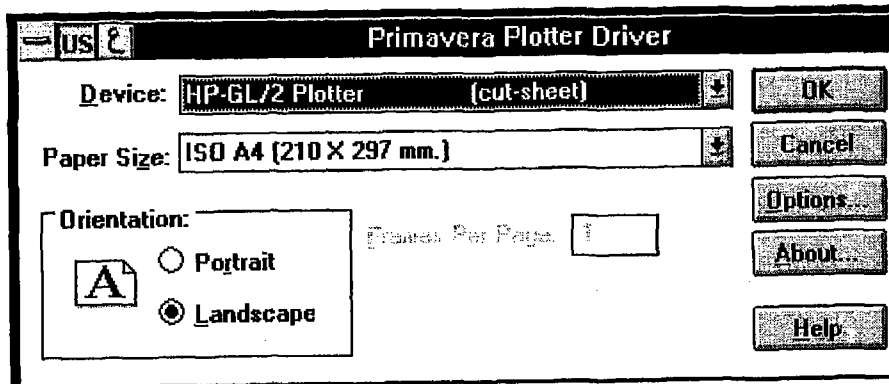 US ع Primavera Plotter Driver
Device: HP-GL/2 Plotter (cut-sheet) OK
Paper Size: ISO A4 (210 X 297 mm.) Cancel
Options...
Orientation: Frames Per Page: 1
Portrait About...
A
Landscape Help